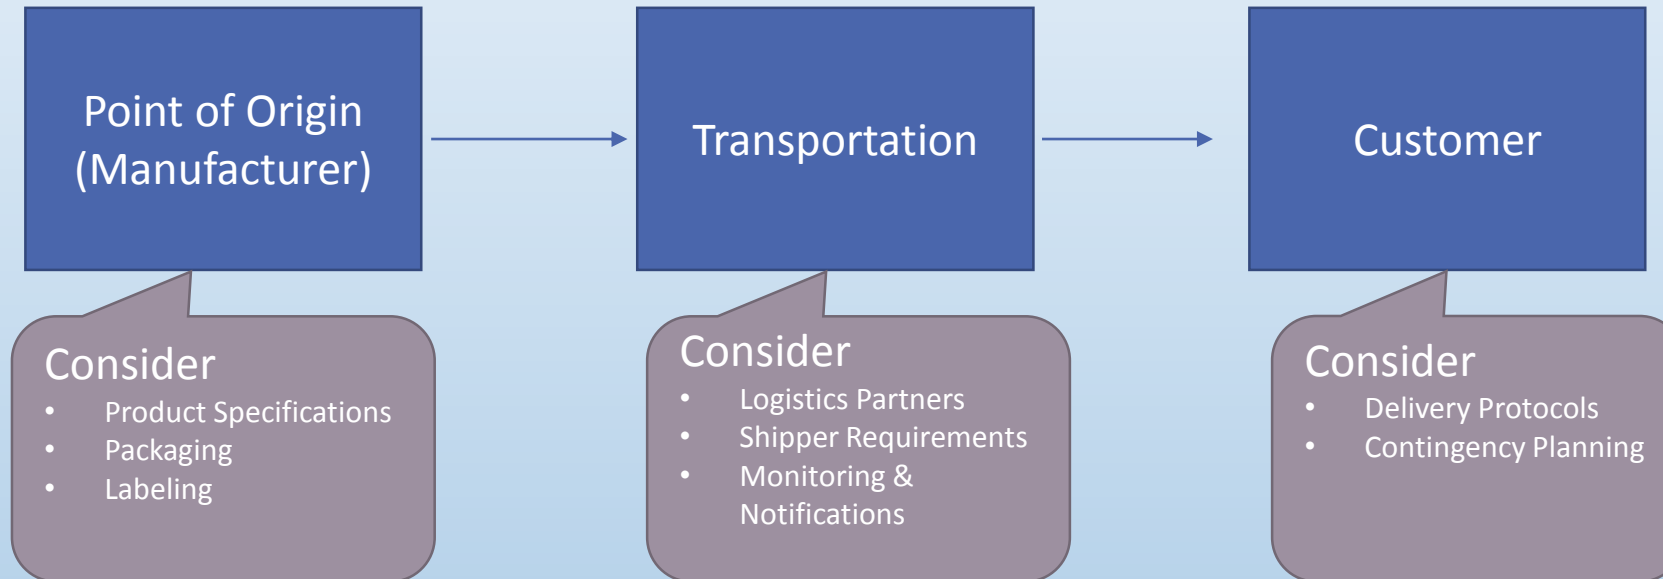 Point of Origin
(Manufacturer)
Transportation
Customer
Consider
• Product Specifications
• Packaging
• Labeling
Consider
• Logistics Partners
• Shipper Requirements
• Monitoring &
Notifications
Consider
• Delivery Protocols
• Contingency Planning